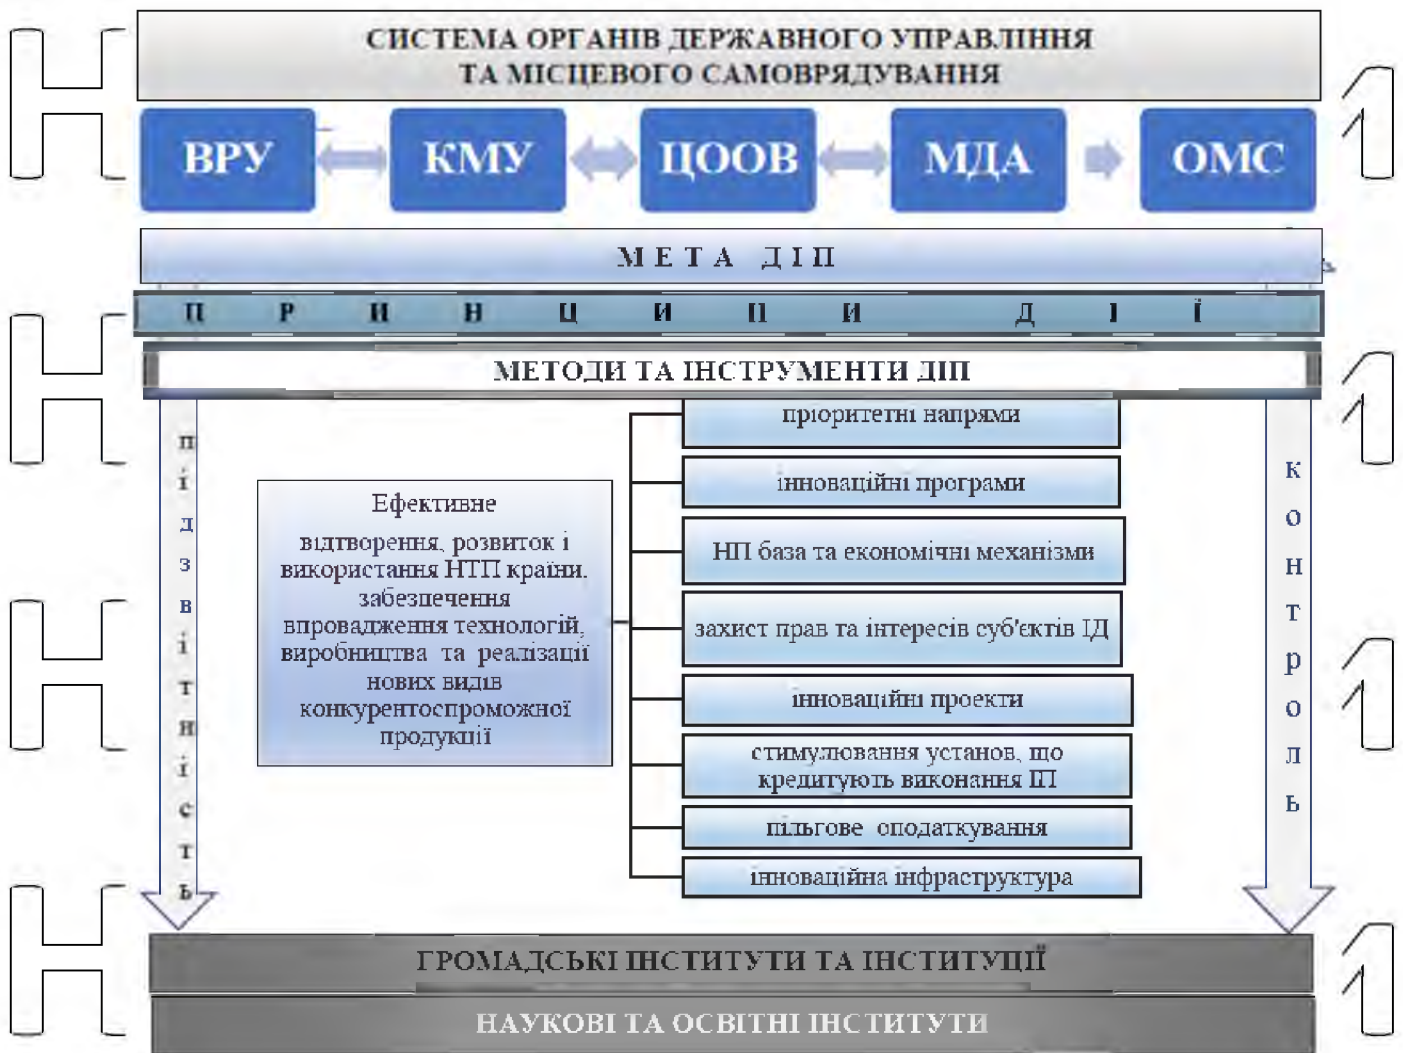 СИСТЕМА ОРГАНІВ ДЕРЖАВНОГО УПРАВЛІННЯ
ТА МІСЦЕВОГО САМОВРЯДУВАННЯ
ВРУ
КМУ
ЦООВ
МДА
ОМС
МЕТА ДІП
ПРИНЦИПИ ДІЇ
МЕТОДИ ТА ІНСТРУМЕНТИ ДІП
підзвітність
Ефективне
відтворення, розвиток і
використання НТП країни,
забезпечення
впровадження технологій,
виробництва та реалізації
нових видів
конкурентоспроможної
продукції
пріоритетні напрями
інноваційні програми
НП база та економічні механізми
захист прав та інтересів суб'єктів ІД
інноваційні проекти
стимулювання установ, що
кредитують виконання ІП
пільгове оподаткування
інноваційна інфраструктура
контроль
ГРОМАДСЬКІ ІНСТИТУТИ ТА ІНСТИТУЦІЇ
НАУКОВІ ТА ОСВІТНІ ІНСТИТУТИ